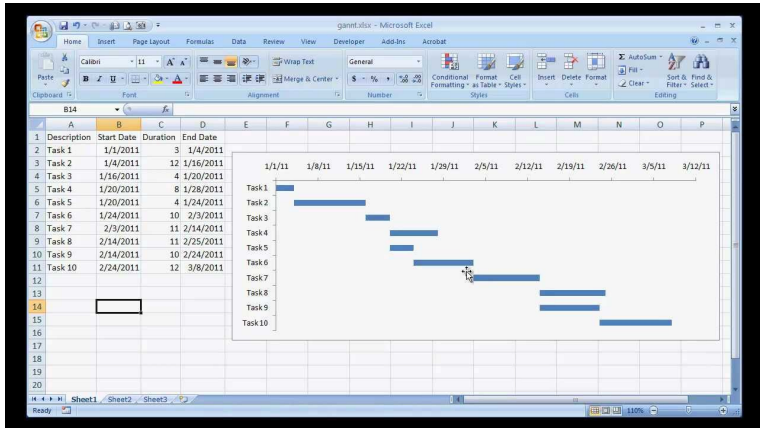 gannt.xlsx - Microsoft Excel
Home Insert Page Layout Formulas Data Review View Developer Add-Ins Acrobat
Calibri 11 A A Wrap Text General Σ AutoSum
Paste B I U A Merge & Center $ % , Conditional Formatting Format as Table Cell Styles Insert Delete Format Fill Clear Sort & Filter Find & Select
Clipboard Font Alignment Number Styles Cells Editing
B14 fx
A B C D E F G H I J K L M N O P
1 Description Start Date Duration End Date
2 Task 1 1/1/2011 3 1/4/2011
3 Task 2 1/4/2011 12 1/16/2011
4 Task 3 1/16/2011 4 1/20/2011
5 Task 4 1/20/2011 8 1/28/2011
6 Task 5 1/20/2011 4 1/24/2011
7 Task 6 1/24/2011 10 2/3/2011
8 Task 7 2/3/2011 11 2/14/2011
9 Task 8 2/14/2011 11 2/25/2011
10 Task 9 2/14/2011 10 2/24/2011
11 Task 10 2/24/2011 12 3/8/2011
12
13
14
15
16
17
18
19
20
1/1/11 1/8/11 1/15/11 1/22/11 1/29/11 2/5/11 2/12/11 2/19/11 2/26/11 3/5/11 3/12/11
Task 1
Task 2
Task 3
Task 4
Task 5
Task 6
Task 7
Task 8
Task 9
Task 10
Sheet1 Sheet2 Sheet3
Ready 110%